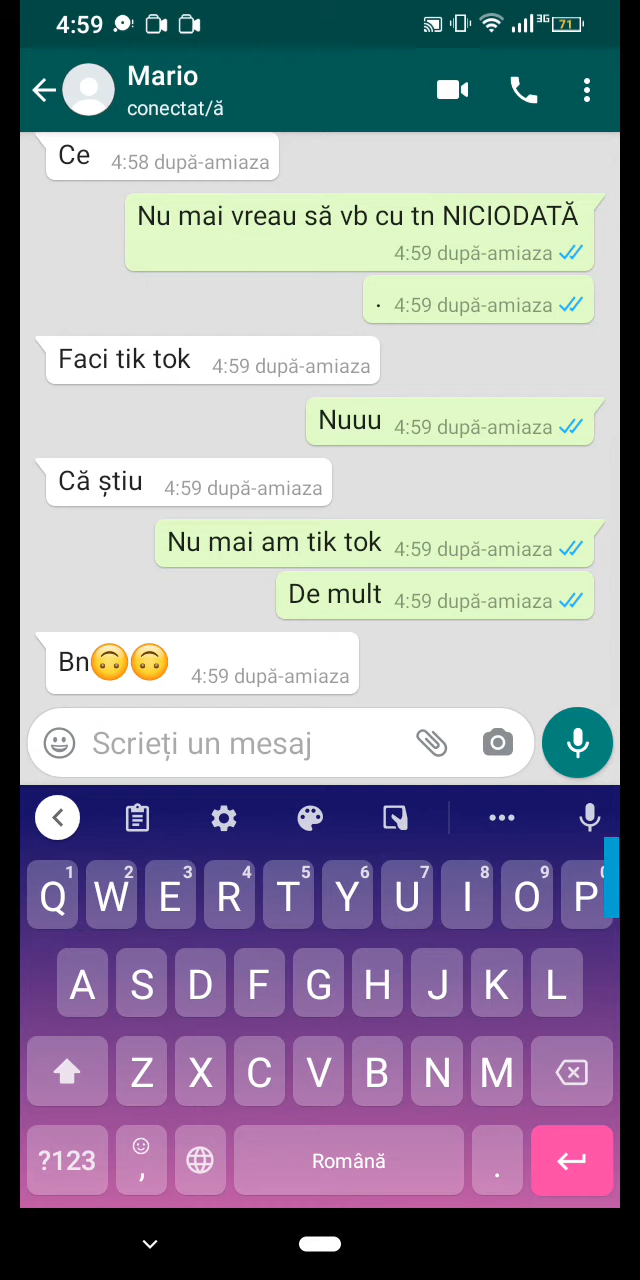 4:59 3G 71
Mario
conectat/ă
Ce 4:58 după-amiaza
Nu mai vreau să vb cu tn NICIODATĂ
4:59 după-amiaza
. 4:59 după-amiaza
Faci tik tok 4:59 după-amiaza
Nuuu 4:59 după-amiaza
Că știu 4:59 după-amiaza
Nu mai am tik tok 4:59 după-amiaza
De mult 4:59 după-amiaza
Bn🙃🙃 4:59 după-amiaza
Scrieți un mesaj
1 2 3 4 5 6 7 8 9
Q W E R T Y U I O P
A S D F G H J K L
Z X C V B N M
?123 , Română .